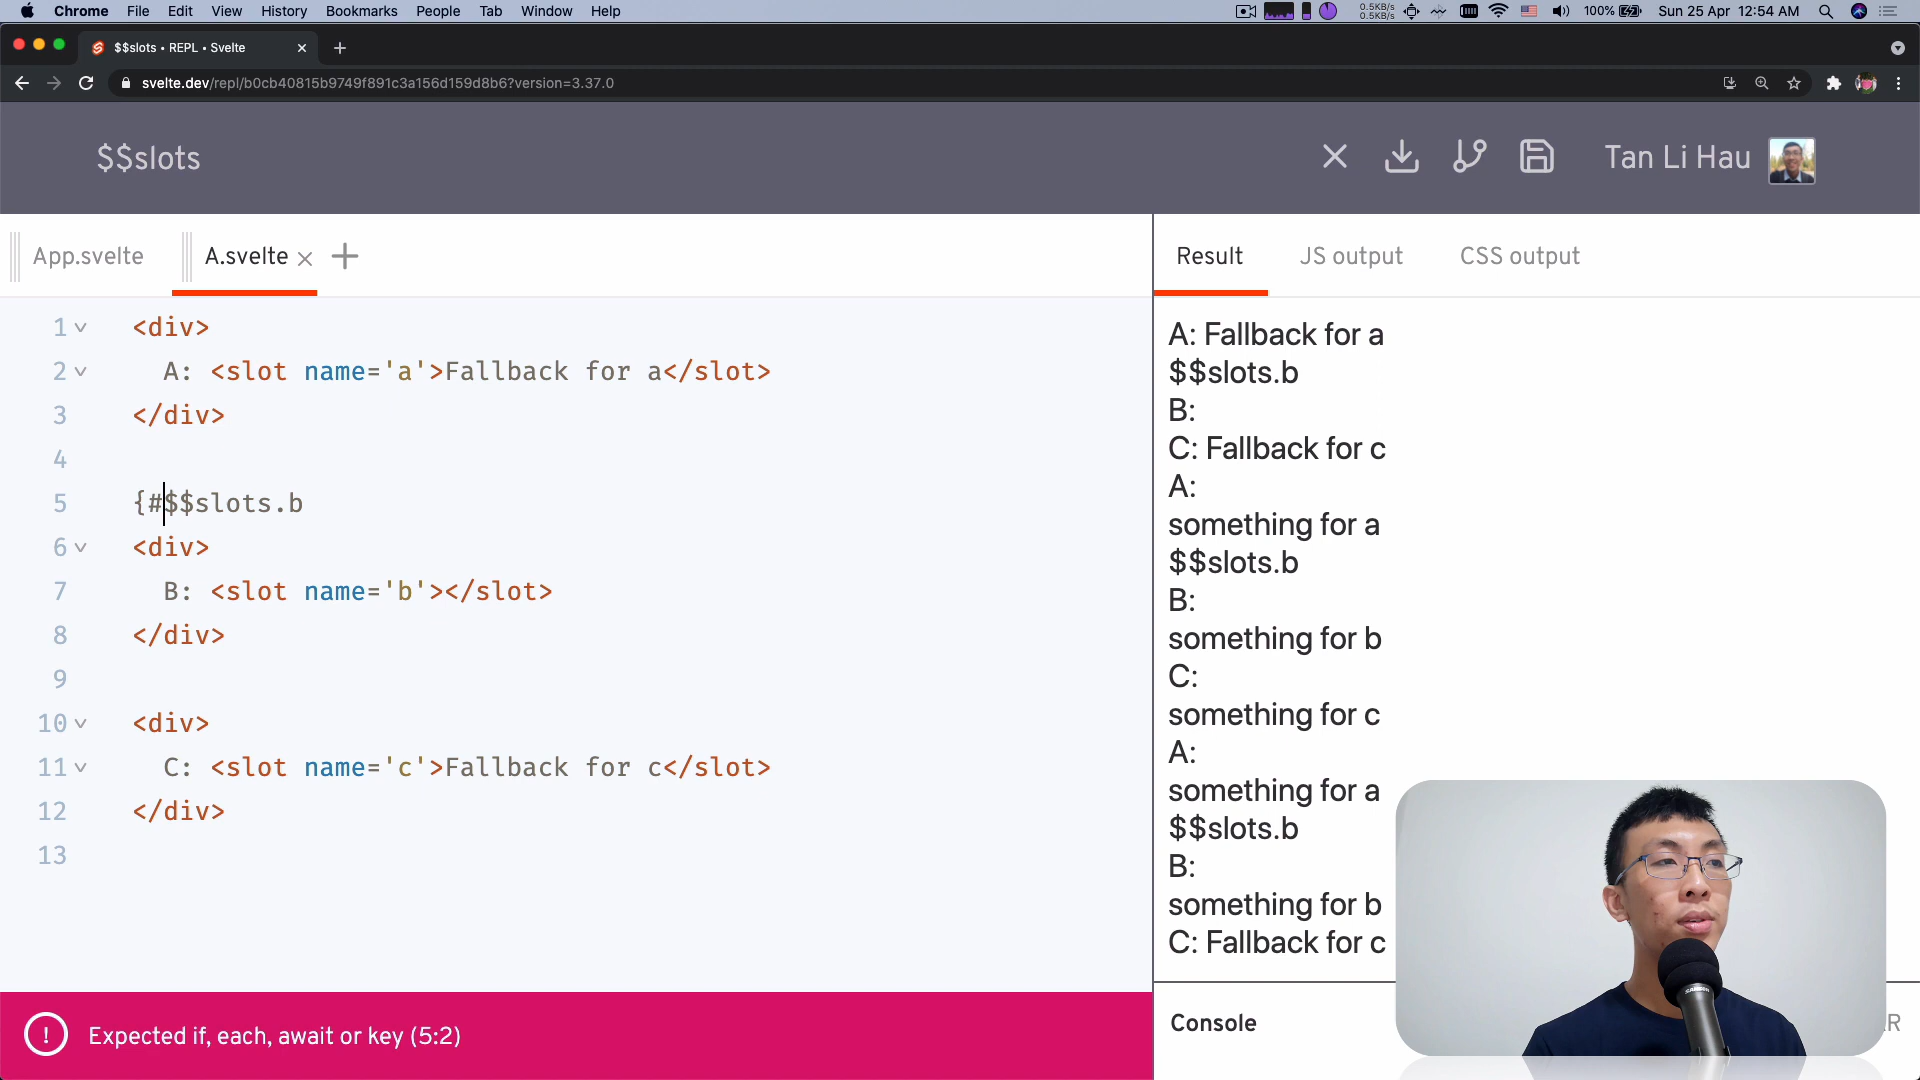 Chrome File Edit View History Bookmarks People Tab Window Help
0.5KB/s
0.5KB/s
100%
Sun 25 Apr 12:54 AM
$$slots • REPL • Svelte
svelte.dev/repl/b0cb40815b9749f891c3a156d159d8b6?version=3.37.0
$$slots
Tan Li Hau
App.svelte
A.svelte
Result
JS output
CSS output
1 <div>
2 A: <slot name='a'>Fallback for a</slot>
3 </div>
4
5 {#$$slots.b
6 <div>
7 B: <slot name='b'></slot>
8 </div>
9
10 <div>
11 C: <slot name='c'>Fallback for c</slot>
12 </div>
13
A: Fallback for a
$$slots.b
B:
C: Fallback for c
A:
something for a
$$slots.b
B:
something for b
C:
something for c
A:
something for a
$$slots.b
B:
something for b
C: Fallback for c
! Expected if, each, await or key (5:2)
Console
R
SAMSON